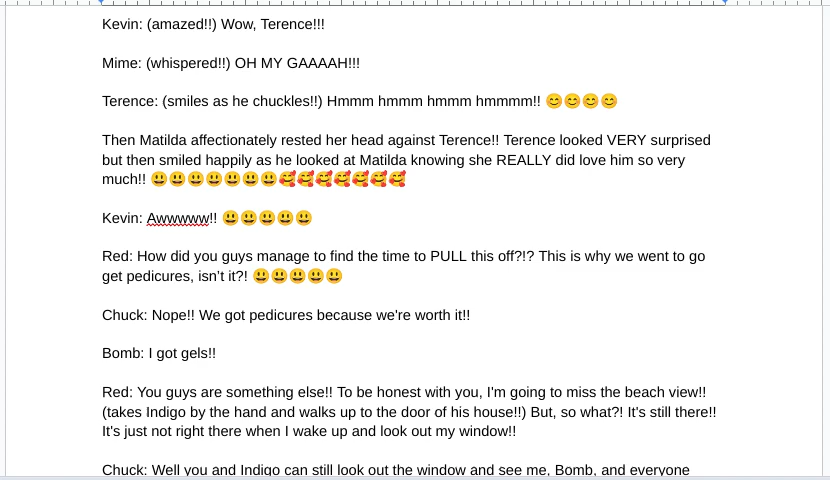 Kevin: (amazed!!) Wow, Terence!!!
Mime: (whispered!!) OH MY GAAAAH!!!
Terence: (smiles as he chuckles!!) Hmmm hmmm hmmm hmmmm!! 😊😊😊😊
Then Matilda affectionately rested her head against Terence!! Terence looked VERY surprised
but then smiled happily as he looked at Matilda knowing she REALLY did love him so very
much!! 😃😃😃😃😃😃😃🥰🥰🥰🥰🥰🥰🥰
Kevin: Awwwww!! 😃😃😃😃😃
Red: How did you guys manage to find the time to PULL this off?!? This is why we went to go
get pedicures, isn't it?! 😃😃😃😃😃
Chuck: Nope!! We got pedicures because we're worth it!!
Bomb: I got gels!!
Red: You guys are something else!! To be honest with you, I'm going to miss the beach view!!
(takes Indigo by the hand and walks up to the door of his house!!) But, so what?! It's still there!!
It's just not right there when I wake up and look out my window!!
Chuck: Well you and Indigo can still look out the window and see me, Bomb, and everyone